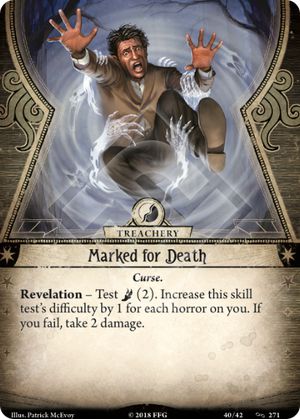 TREACHERY
Marked for Death
Curse.
Revelation – Test (2). Increase this skill
test's difficulty by 1 for each horror on you. If
you fail, take 2 damage.
Illus. Patrick McEvoy © 2018 FFG 40/42 271